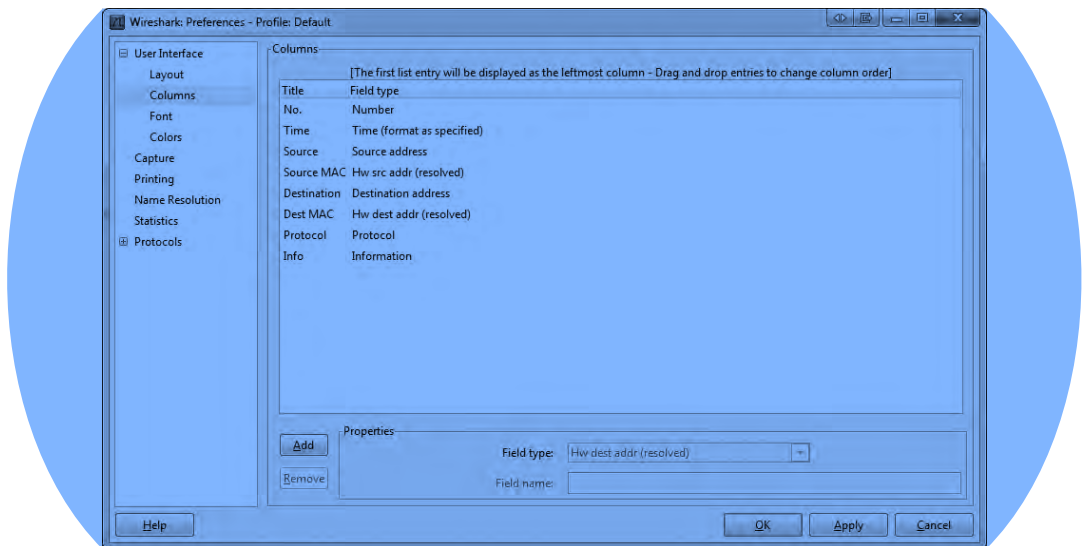 Wireshark: Preferences - Profile: Default
User Interface
Layout
Columns
Font
Colors
Capture
Printing
Name Resolution
Statistics
Protocols
Columns
[The first list entry will be displayed as the leftmost column - Drag and drop entries to change column order]
Title Field type
No. Number
Time Time (format as specified)
Source Source address
Source MAC Hw src addr (resolved)
Destination Destination address
Dest MAC Hw dest addr (resolved)
Protocol Protocol
Info Information
Add
Remove
Properties
Field type: Hw dest addr (resolved)
Field name:
Help
OK
Apply
Cancel